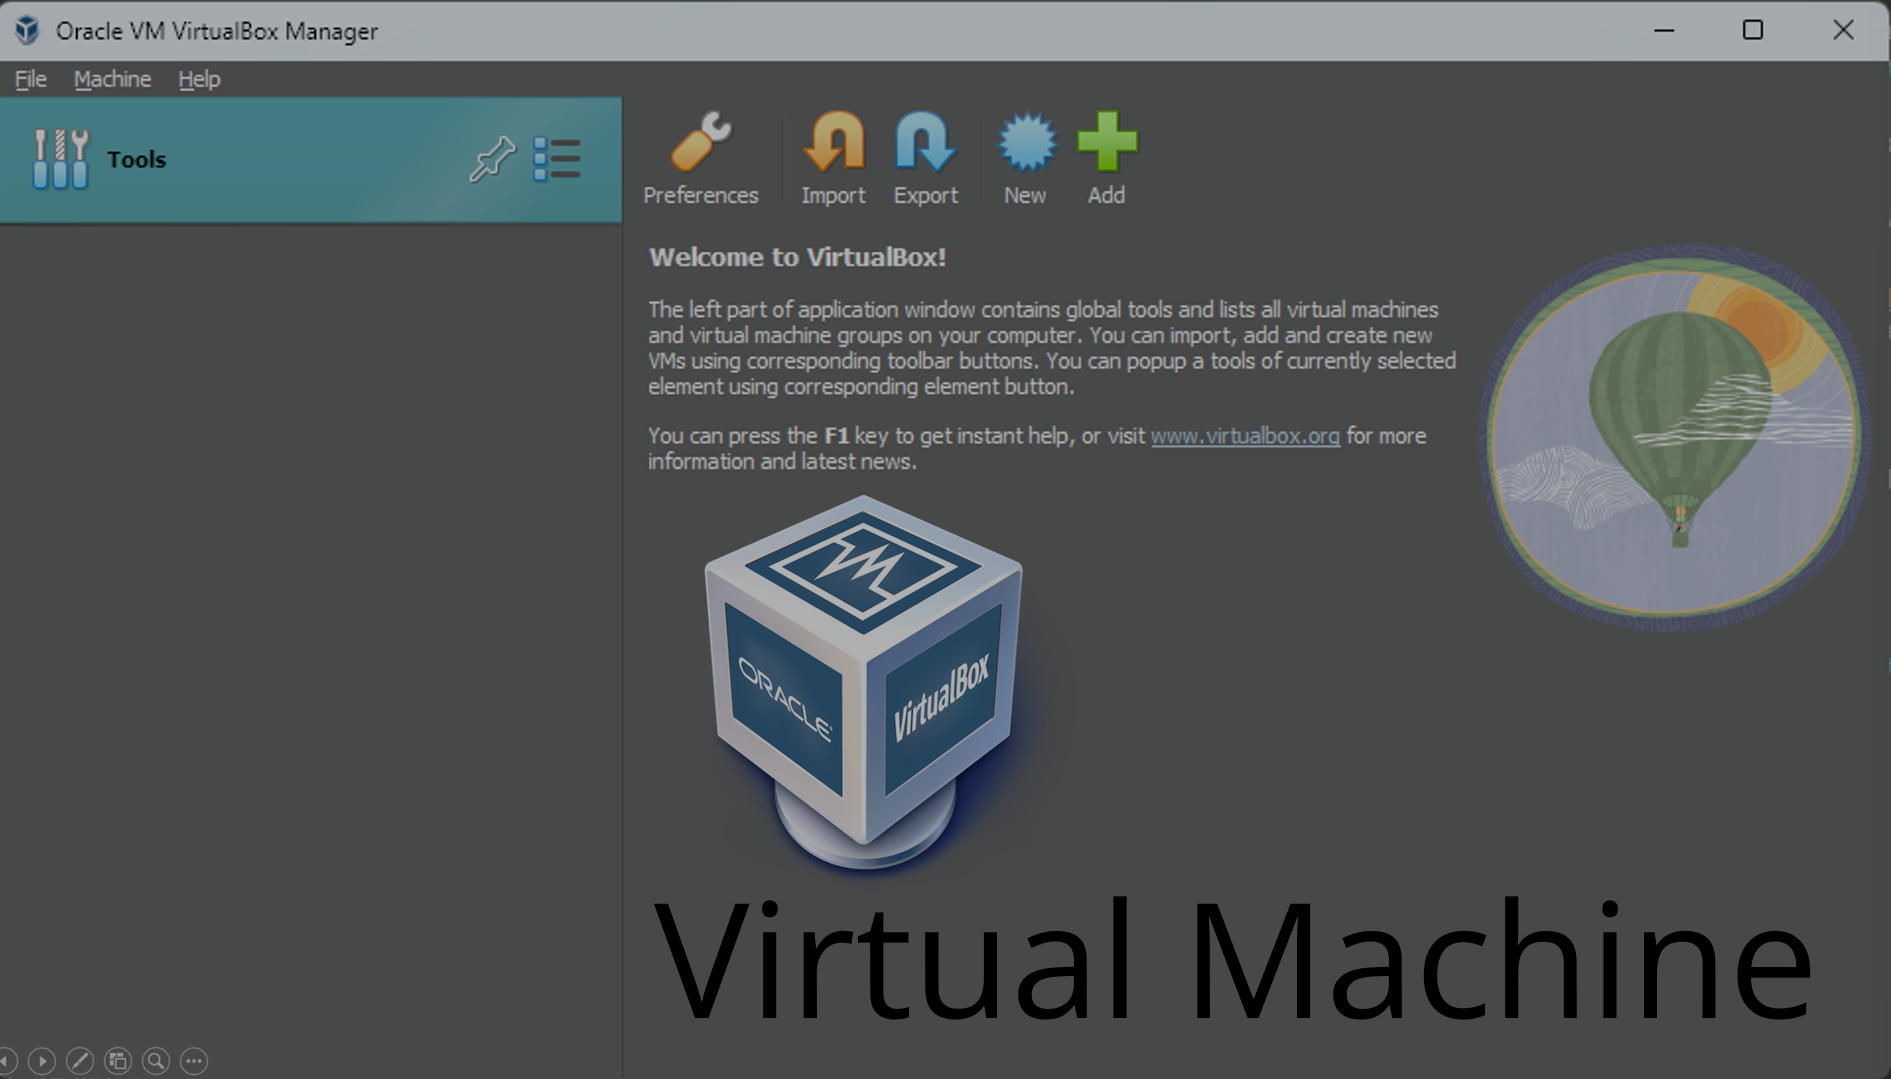 Oracle VM VirtualBox Manager
File Machine Help
Tools
Preferences Import Export New Add
Welcome to VirtualBox!
The left part of application window contains global tools and lists all virtual machines
and virtual machine groups on your computer. You can import, add and create new
VMs using corresponding toolbar buttons. You can popup a tools of currently selected
element using corresponding element button.
You can press the F1 key to get instant help, or visit www.virtualbox.org for more
information and latest news.
VM
ORACLE
VirtualBox
Virtual Machine